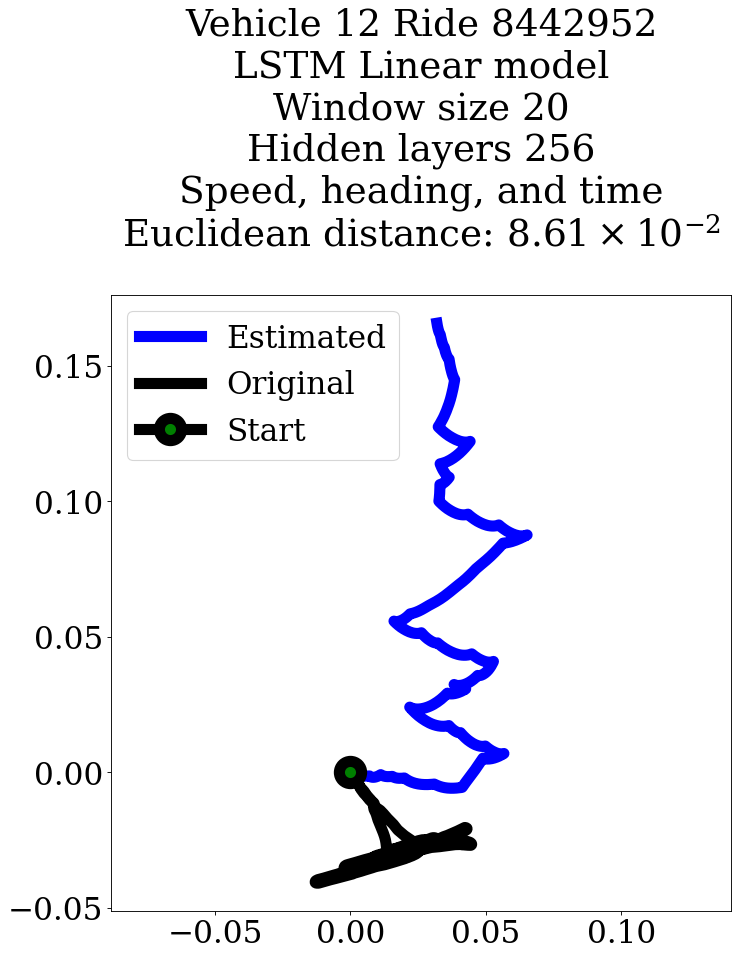 Vehicle 12 Ride 8442952
LSTM Linear model
Window size 20
Hidden layers 256
Speed, heading, and time
Euclidean distance: 8.61 × 10⁻²
Estimated
Original
Start
0.15
0.10
0.05
0.00
−0.05
−0.05 0.00 0.05 0.10